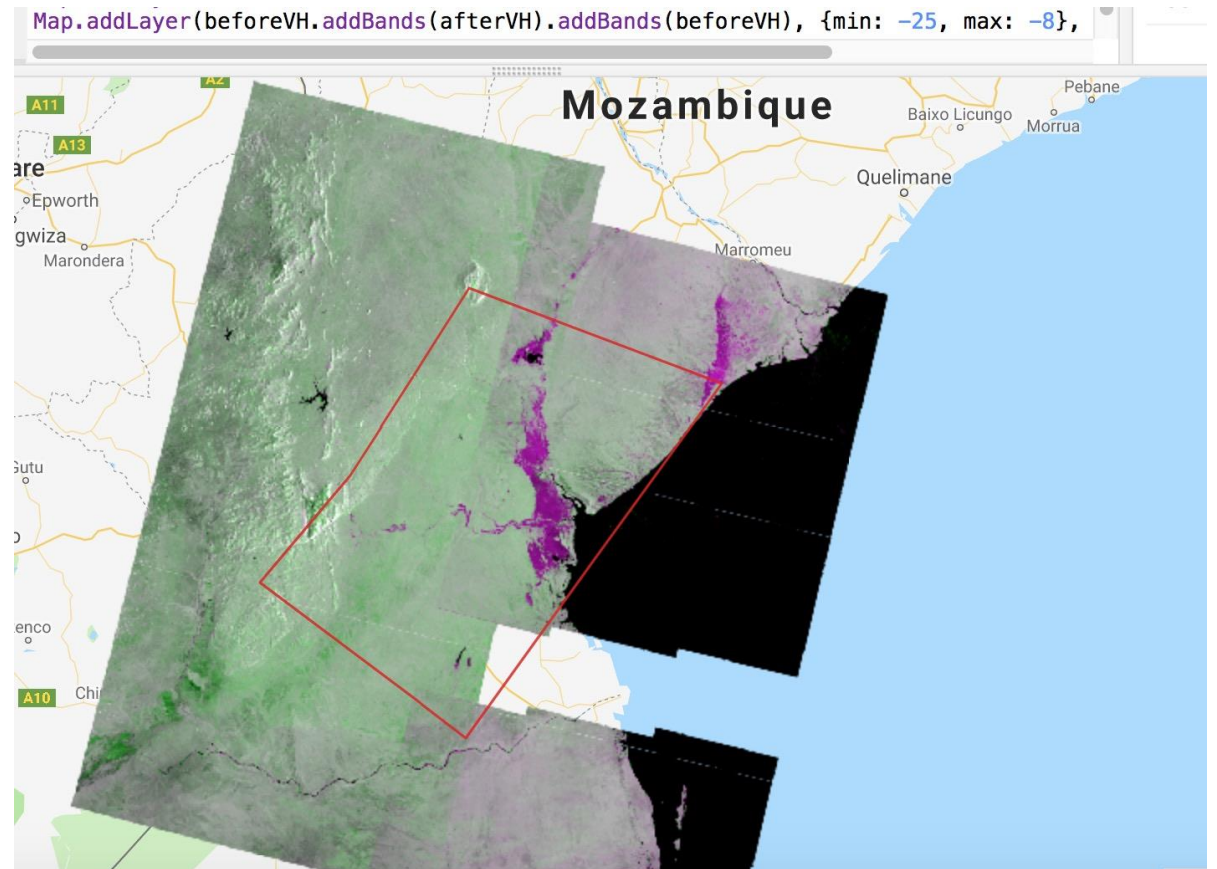 Map.addLayer(beforeVH.addBands(afterVH).addBands(beforeVH), {min: -25, max: -8},
A2
Pebane
A11
Mozambique
Baixo Licungo
Morrua
A13
are
Quelimane
Epworth
gwiza
Marondera
Marromeu
Gutu
enco
A10
Chi